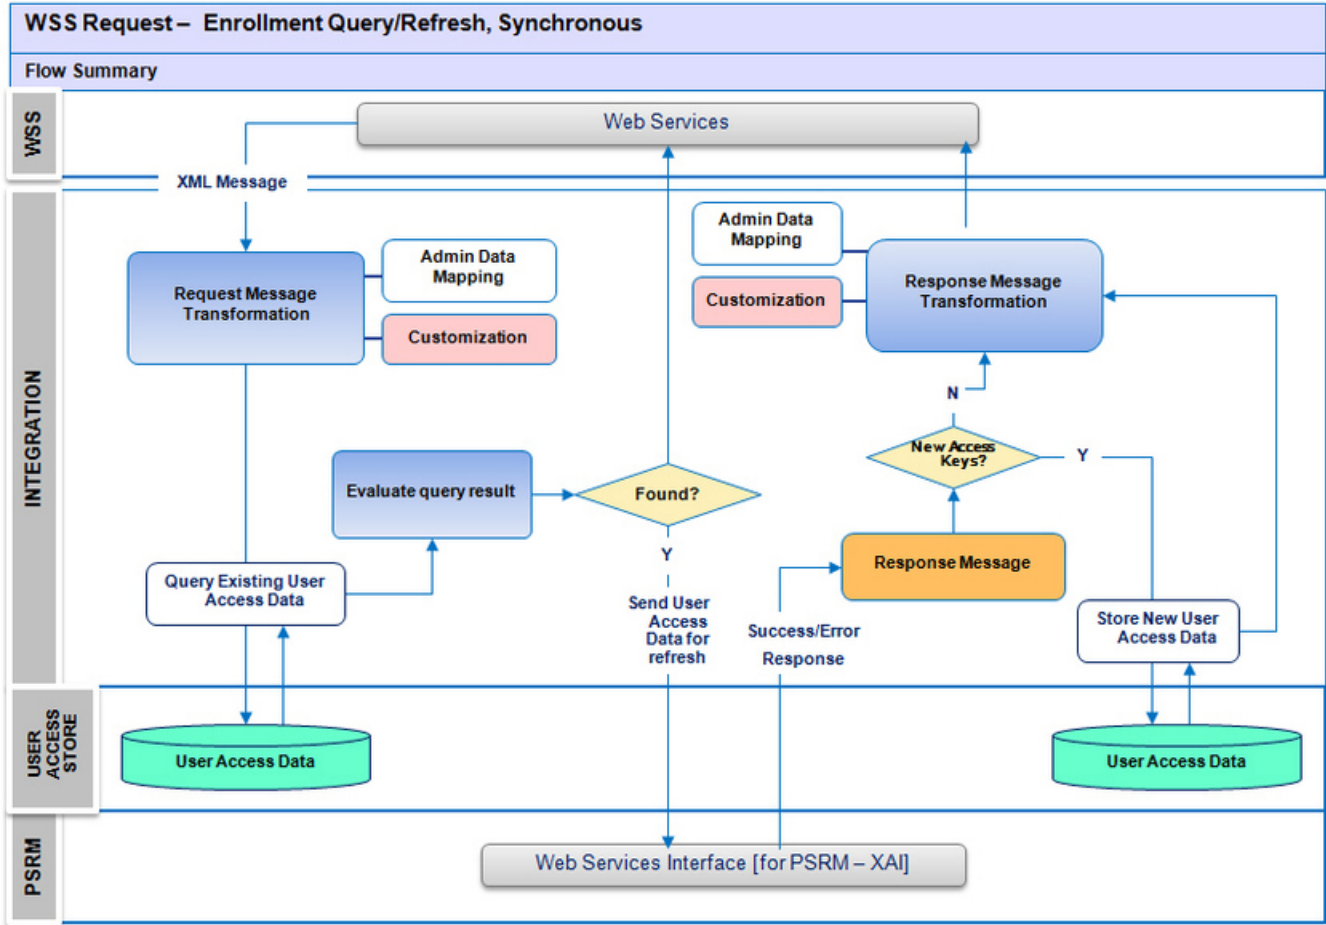 WSS Request – Enrollment Query/Refresh, Synchronous
Flow Summary
WSS
Web Services
XML Message
INTEGRATION
Request Message
Transformation
Admin Data
Mapping
Customization
Admin Data
Mapping
Customization
Response Message
Transformation
N
New Access
Keys?
Y
Evaluate query result
Found?
Y
Response Message
Query Existing User
Access Data
Send User
Access
Data for
refresh
Success/Error
Response
Store New User
Access Data
USER
ACCESS
STORE
User Access Data
User Access Data
PSRM
Web Services Interface [for PSRM – XAI]